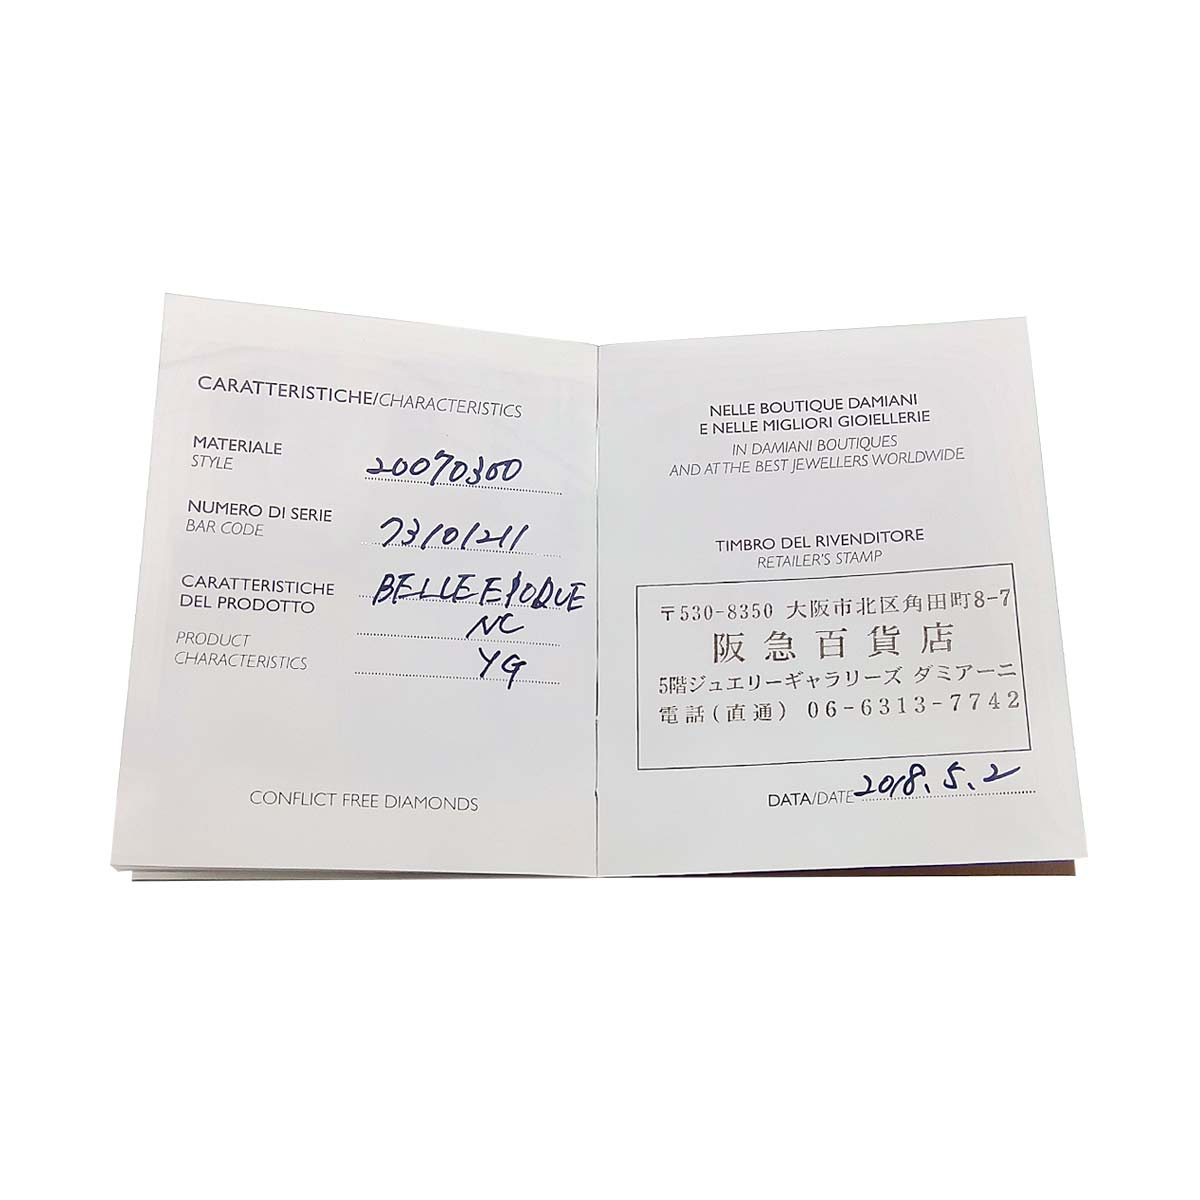 CARATTERISTICHE/CHARACTERISTICS
MATERIALE
STYLE
20070300
NUMERO DI SERIE
BAR CODE
73101211
CARATTERISTICHE
DEL PRODOTTO
PRODUCT
CHARACTERISTICS
BELLE EPOQUE
NC
YG
CONFLICT FREE DIAMONDS
NELLE BOUTIQUE DAMIANI
E NELLE MIGLIORI GIOIELLERIE
IN DAMIANI BOUTIQUES
AND AT THE BEST JEWELLERS WORLDWIDE
TIMBRO DEL RIVENDITORE
RETAILER'S STAMP
〒530-8350 大阪市北区角田町8-7
阪急百貨店
5階ジュエリーギャラリーズ ダミアーニ
電話(直通) 06-6313-7742
DATA/DATE 2018.5.2